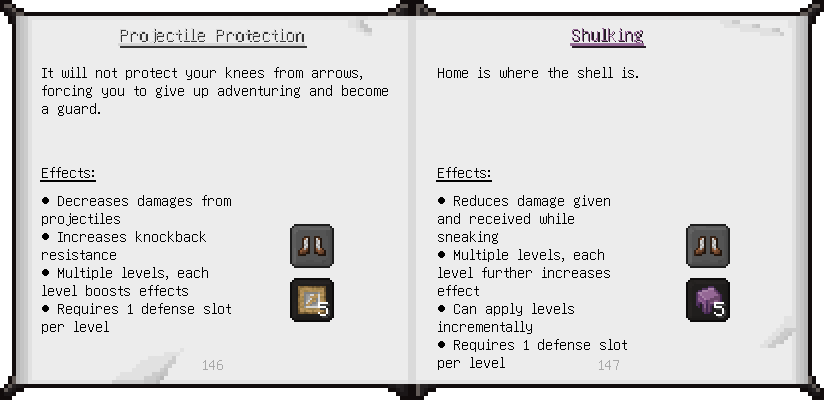 Projectile Protection
It will not protect your knees from arrows,
forcing you to give up adventuring and become
a guard.
Effects:
● Decreases damages from
projectiles
● Increases knockback
resistance
● Multiple levels, each
level boosts effects
● Requires 1 defense slot
per level
5
146
Shulking
Home is where the shell is.
Effects:
● Reduces damage given
and received while
sneaking
● Multiple levels, each
level further increases
effect
● Can apply levels
incrementally
● Requires 1 defense slot
per level
5
147